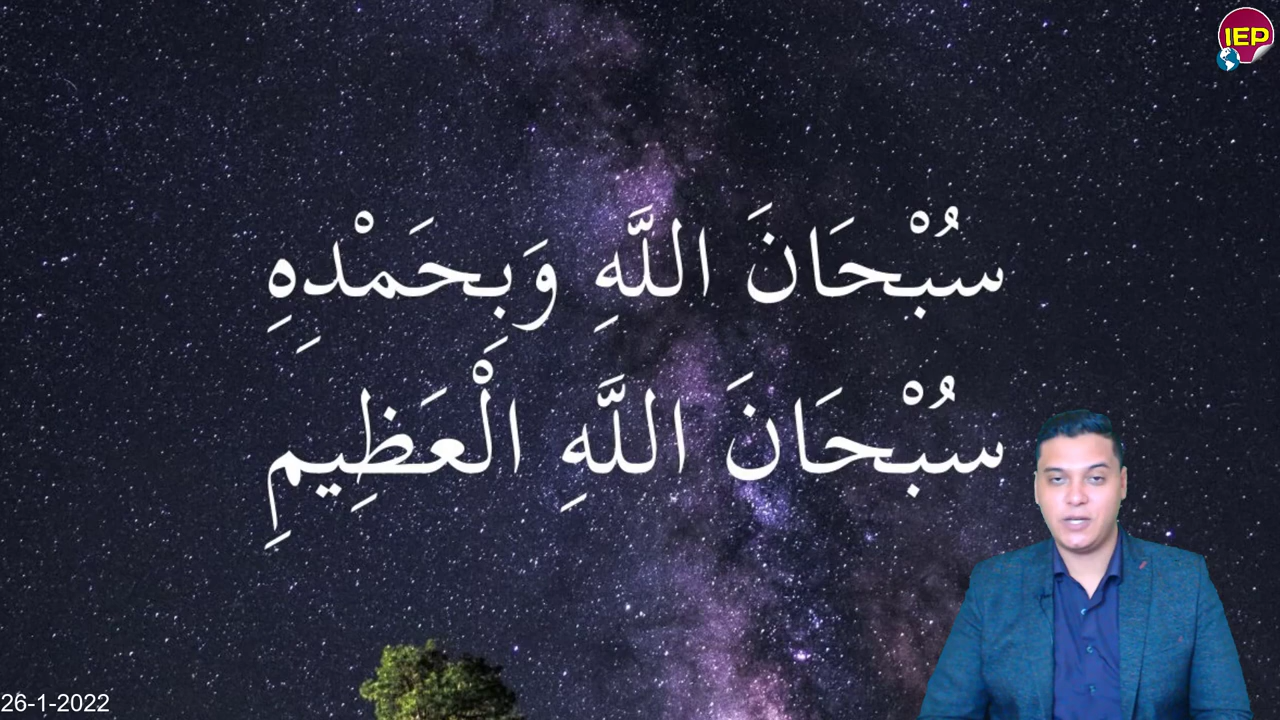 IEP
سُبْحَانَ اللَّهِ وَبِحَمْدِهِ
سُبْحَانَ اللَّهِ الْعَظِيمِ
26-1-2022